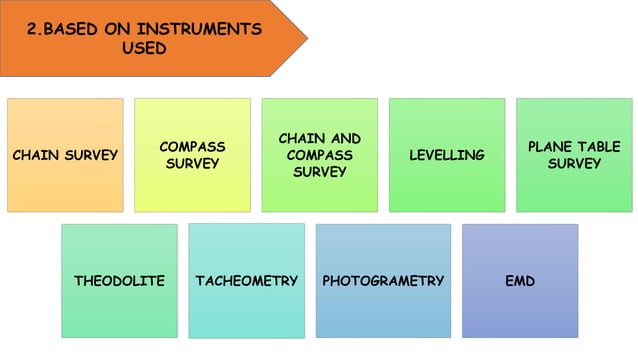 2.BASED ON INSTRUMENTS
USED
CHAIN SURVEY
COMPASS
SURVEY
CHAIN AND
COMPASS
SURVEY
LEVELLING
PLANE TABLE
SURVEY
THEODOLITE
TACHEOMETRY
PHOTOGRAMETRY
EMD